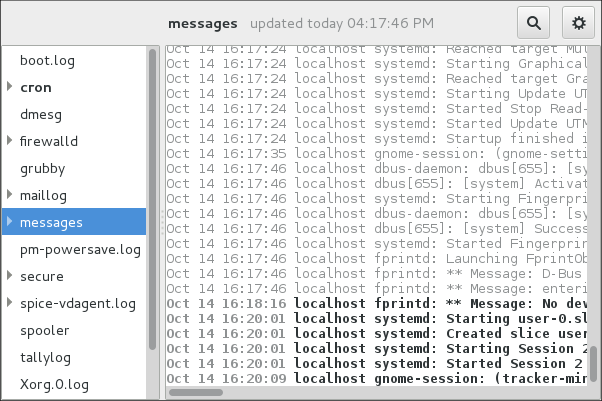 messages updated today 04:17:46 PM
boot.log
cron
dmesg
firewalld
grubby
maillog
messages
pm-powersave.log
secure
spice-vdagent.log
spooler
tallylog
Xorg.0.log
Oct 14 16:17:24 localhost systemd: Reached target Mul
Oct 14 16:17:24 localhost systemd: Starting Graphical
Oct 14 16:17:24 localhost systemd: Reached target Gra
Oct 14 16:17:24 localhost systemd: Starting Update UT
Oct 14 16:17:24 localhost systemd: Started Stop Read-
Oct 14 16:17:24 localhost systemd: Started Update UTM
Oct 14 16:17:24 localhost systemd: Startup finished i
Oct 14 16:17:35 localhost gnome-session: (gnome-setti
Oct 14 16:17:46 localhost dbus-daemon: dbus[655]: [sy
Oct 14 16:17:46 localhost dbus[655]: [system] Activat
Oct 14 16:17:46 localhost systemd: Starting Fingerpri
Oct 14 16:17:46 localhost dbus-daemon: dbus[655]: [sy
Oct 14 16:17:46 localhost dbus[655]: [system] Success
Oct 14 16:17:46 localhost systemd: Started Fingerprin
Oct 14 16:17:46 localhost fprintd: Launching FprintOb
Oct 14 16:17:46 localhost fprintd: ** Message: D-Bus
Oct 14 16:17:46 localhost fprintd: ** Message: enteri
Oct 14 16:18:16 localhost fprintd: ** Message: No dev
Oct 14 16:20:01 localhost systemd: Starting user-0.sl
Oct 14 16:20:01 localhost systemd: Created slice user
Oct 14 16:20:01 localhost systemd: Starting Session 2
Oct 14 16:20:01 localhost systemd: Started Session 2
Oct 14 16:20:09 localhost gnome-session: (tracker-min